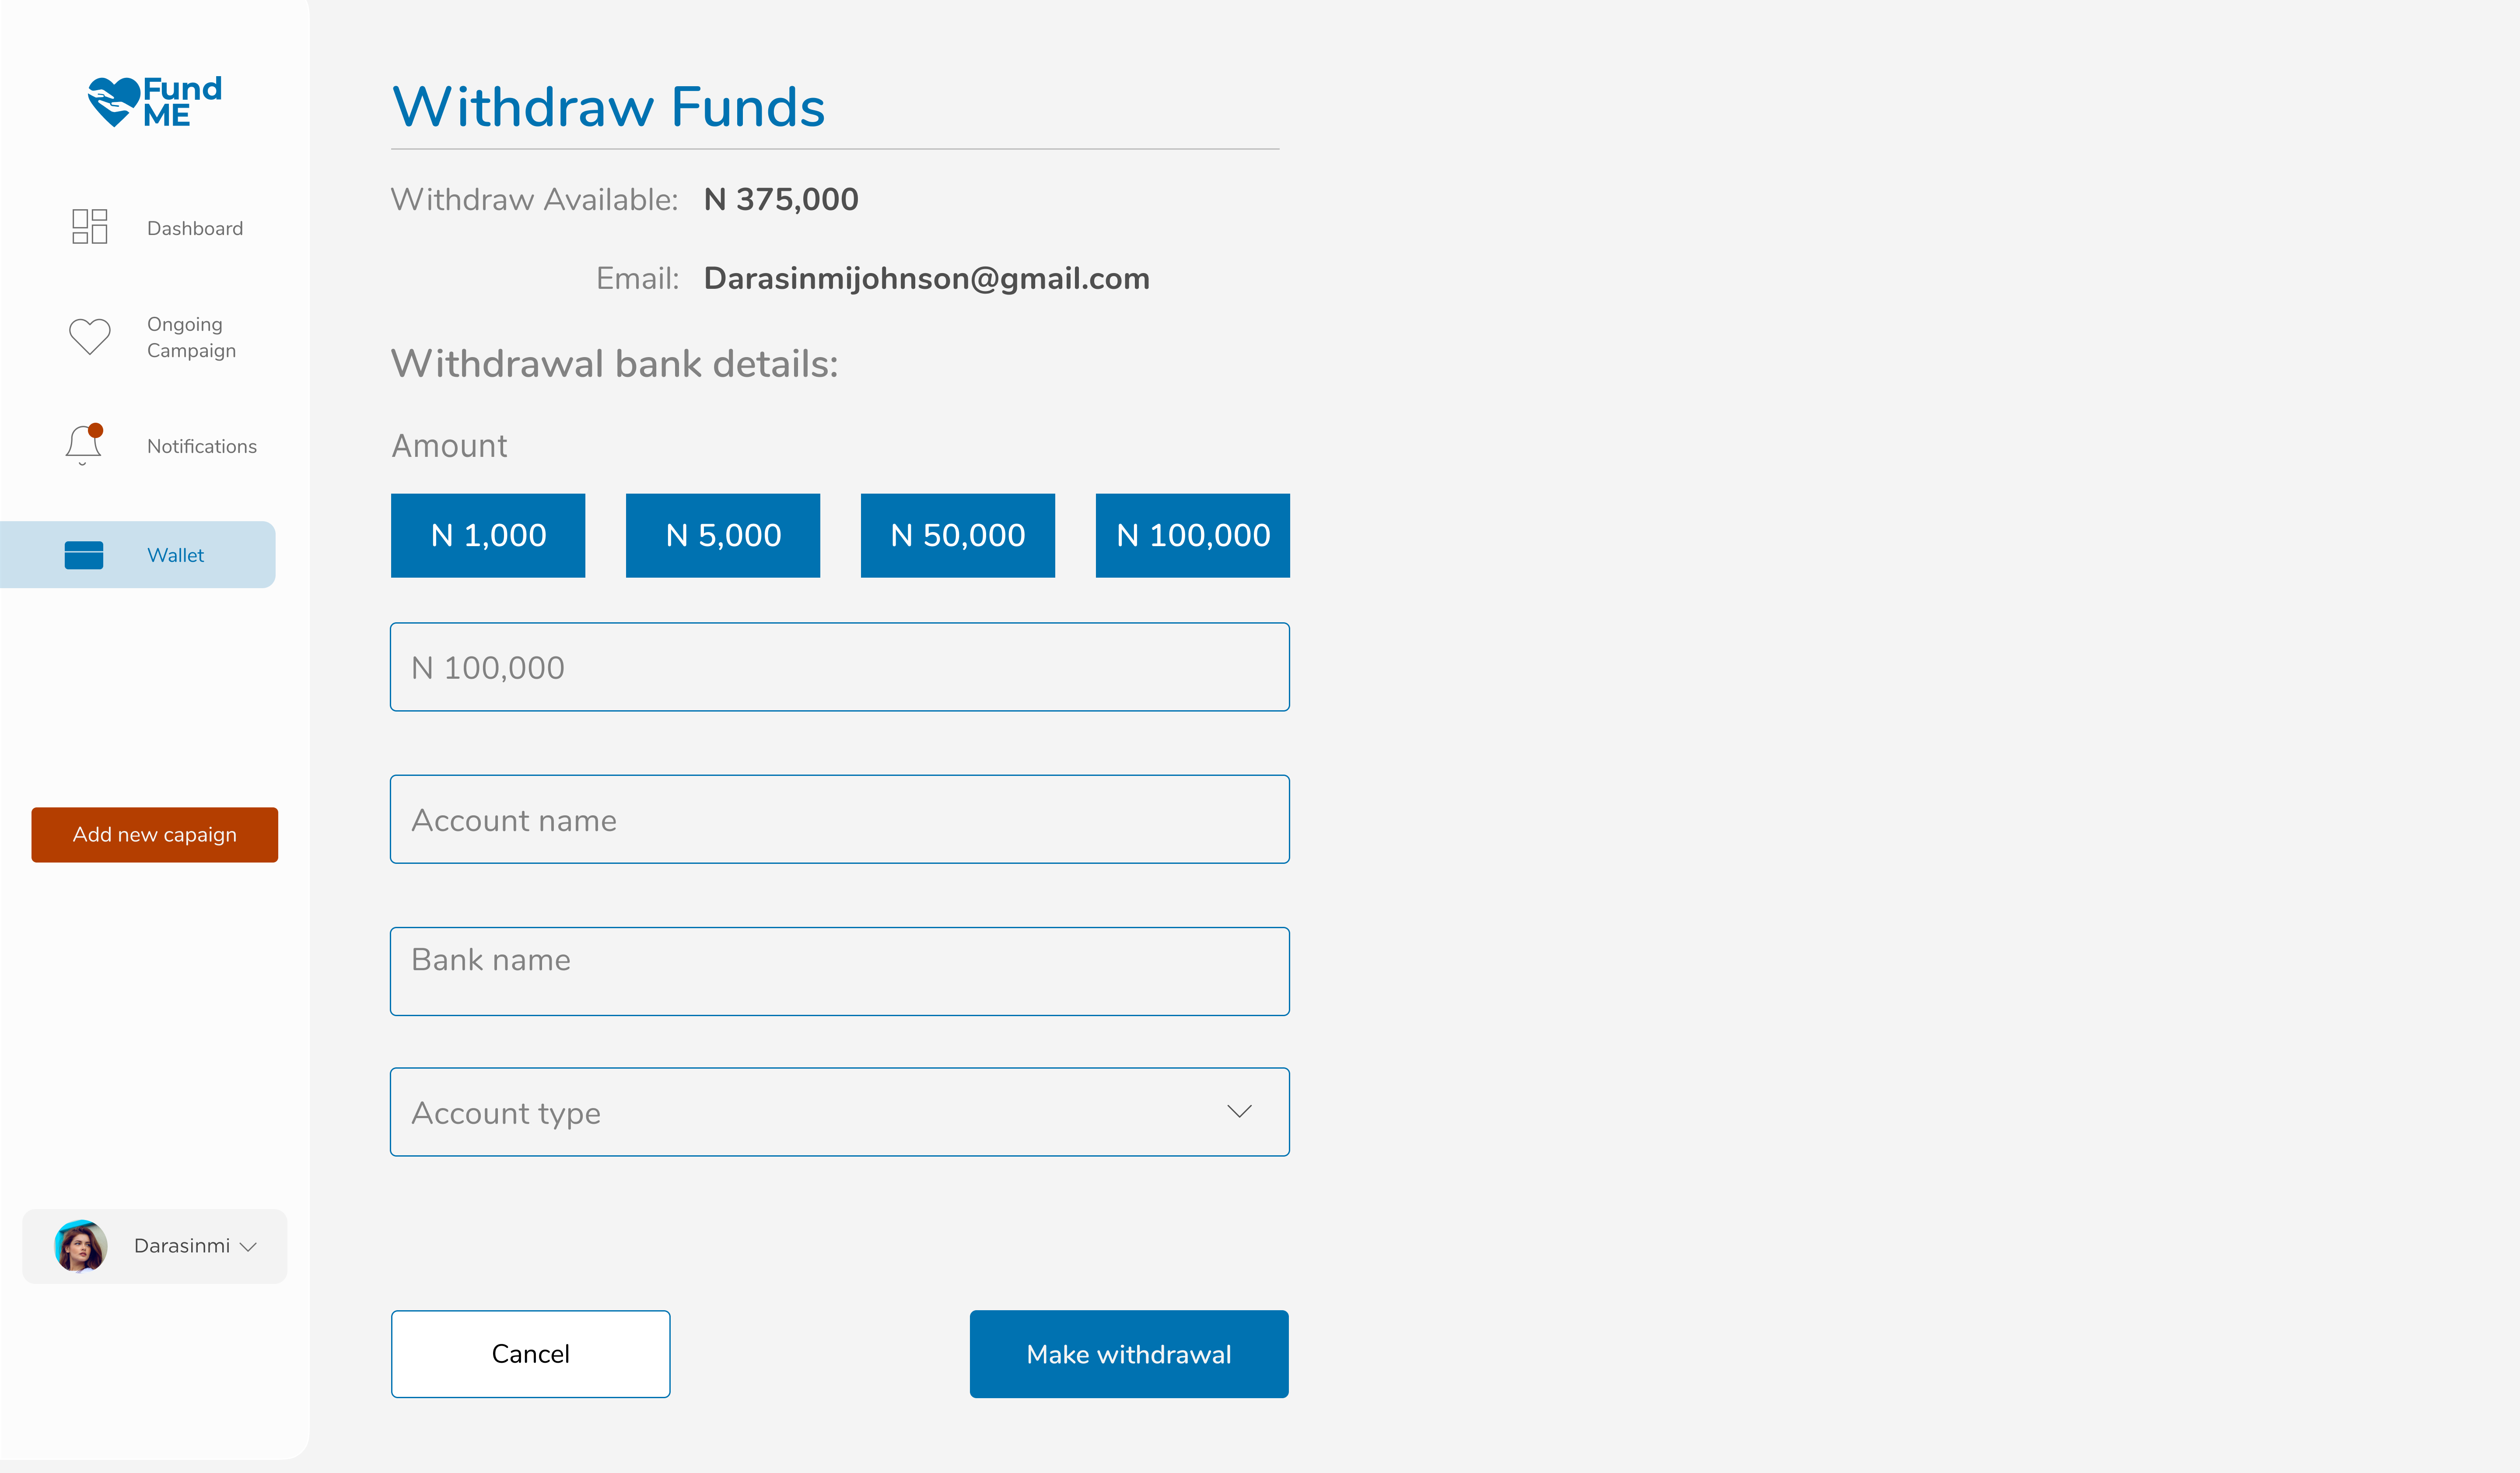 Fund
ME
Dashboard
Ongoing
Campaign
Notifications
Wallet
Add new capaign
Darasinmi
Withdraw Funds
Withdraw Available: N 375,000
Email: Darasinmijohnson@gmail.com
Withdrawal bank details:
Amount
N 1,000 N 5,000 N 50,000 N 100,000
N 100,000
Account name
Bank name
Account type
Cancel Make withdrawal